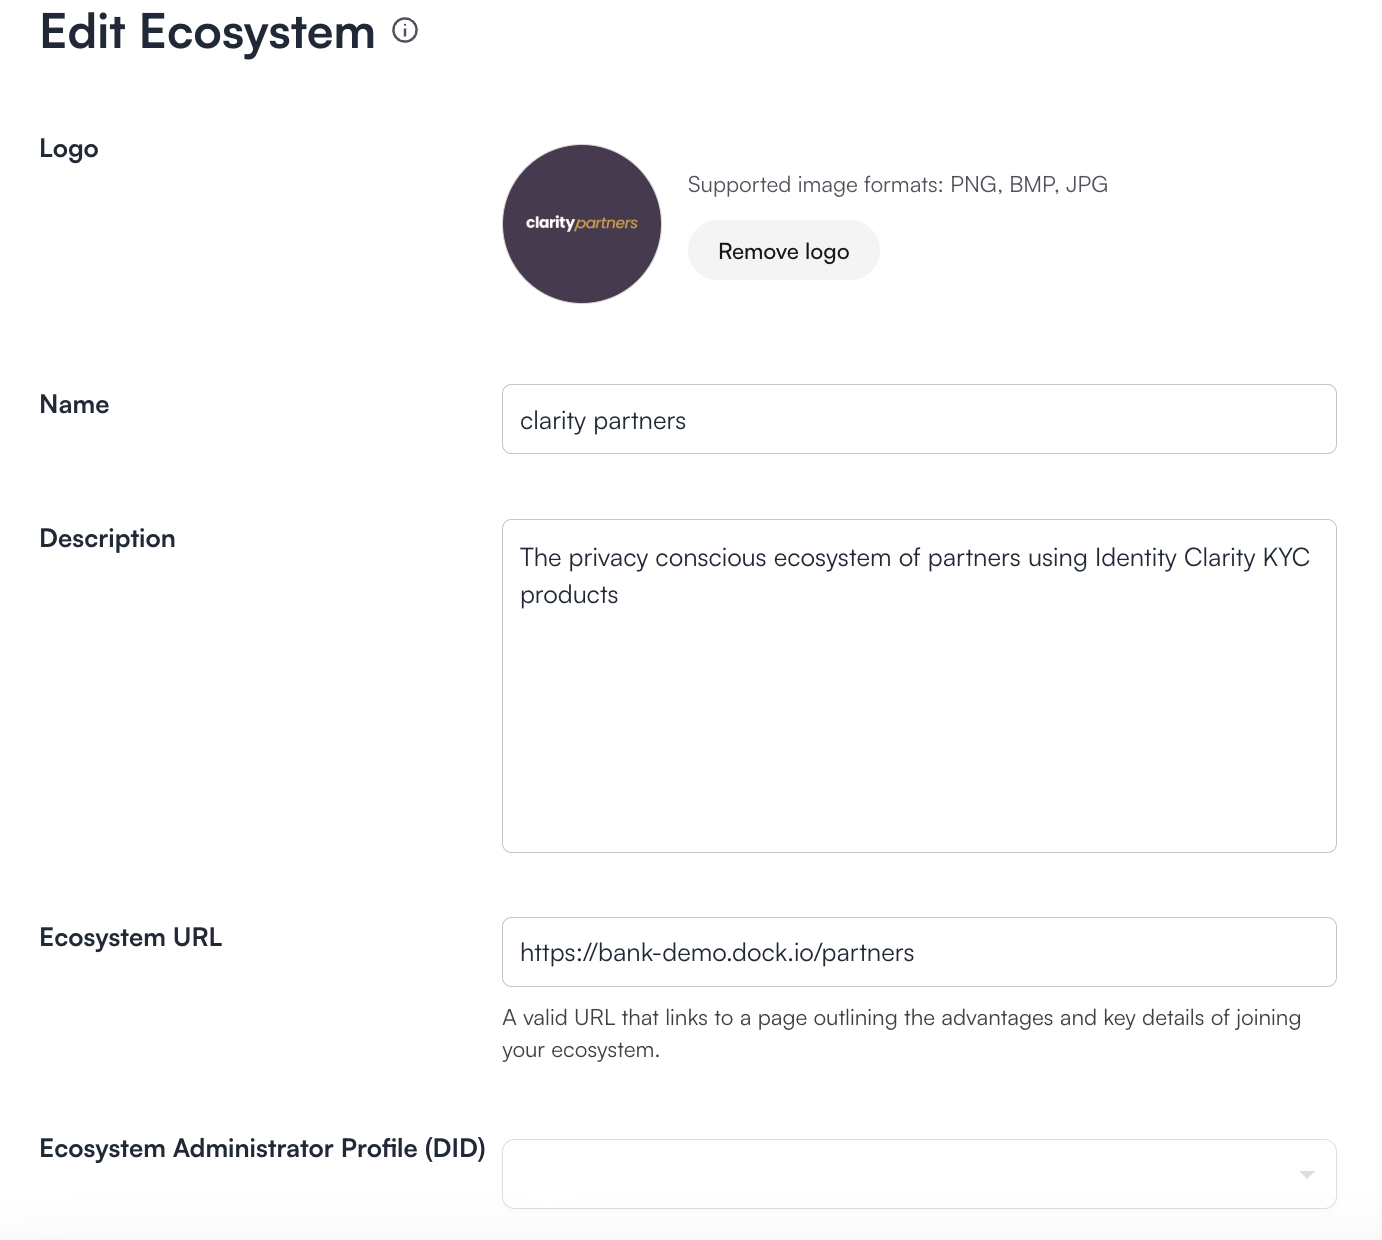 Edit Ecosystem
Logo
claritypartners
Supported image formats: PNG, BMP, JPG
Remove logo
Name
clarity partners
Description
The privacy conscious ecosystem of partners using Identity Clarity KYC
products
Ecosystem URL
https://bank-demo.dock.io/partners
A valid URL that links to a page outlining the advantages and key details of joining
your ecosystem.
Ecosystem Administrator Profile (DID)